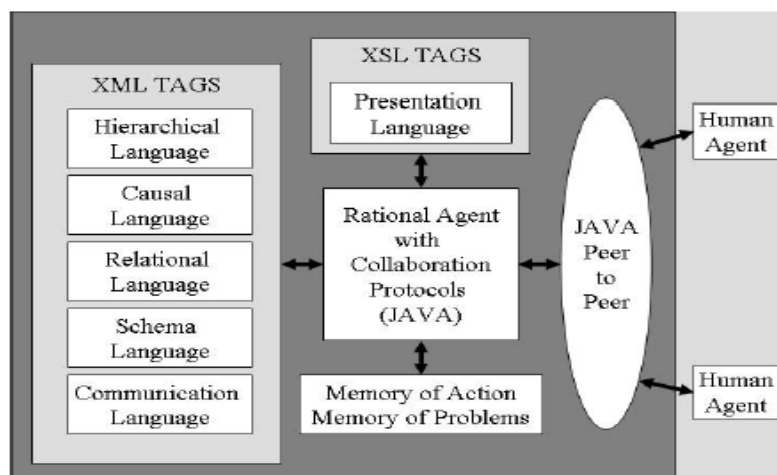 XML TAGS
Hierarchical
Language
Causal
Language
Relational
Language
Schema
Language
Communication
Language
XSL TAGS
Presentation
Language
Rational Agent
with
Collaboration
Protocols
(JAVA)
Memory of Action
Memory of Problems
JAVA
Peer
to
Peer
Human
Agent
Human
Agent